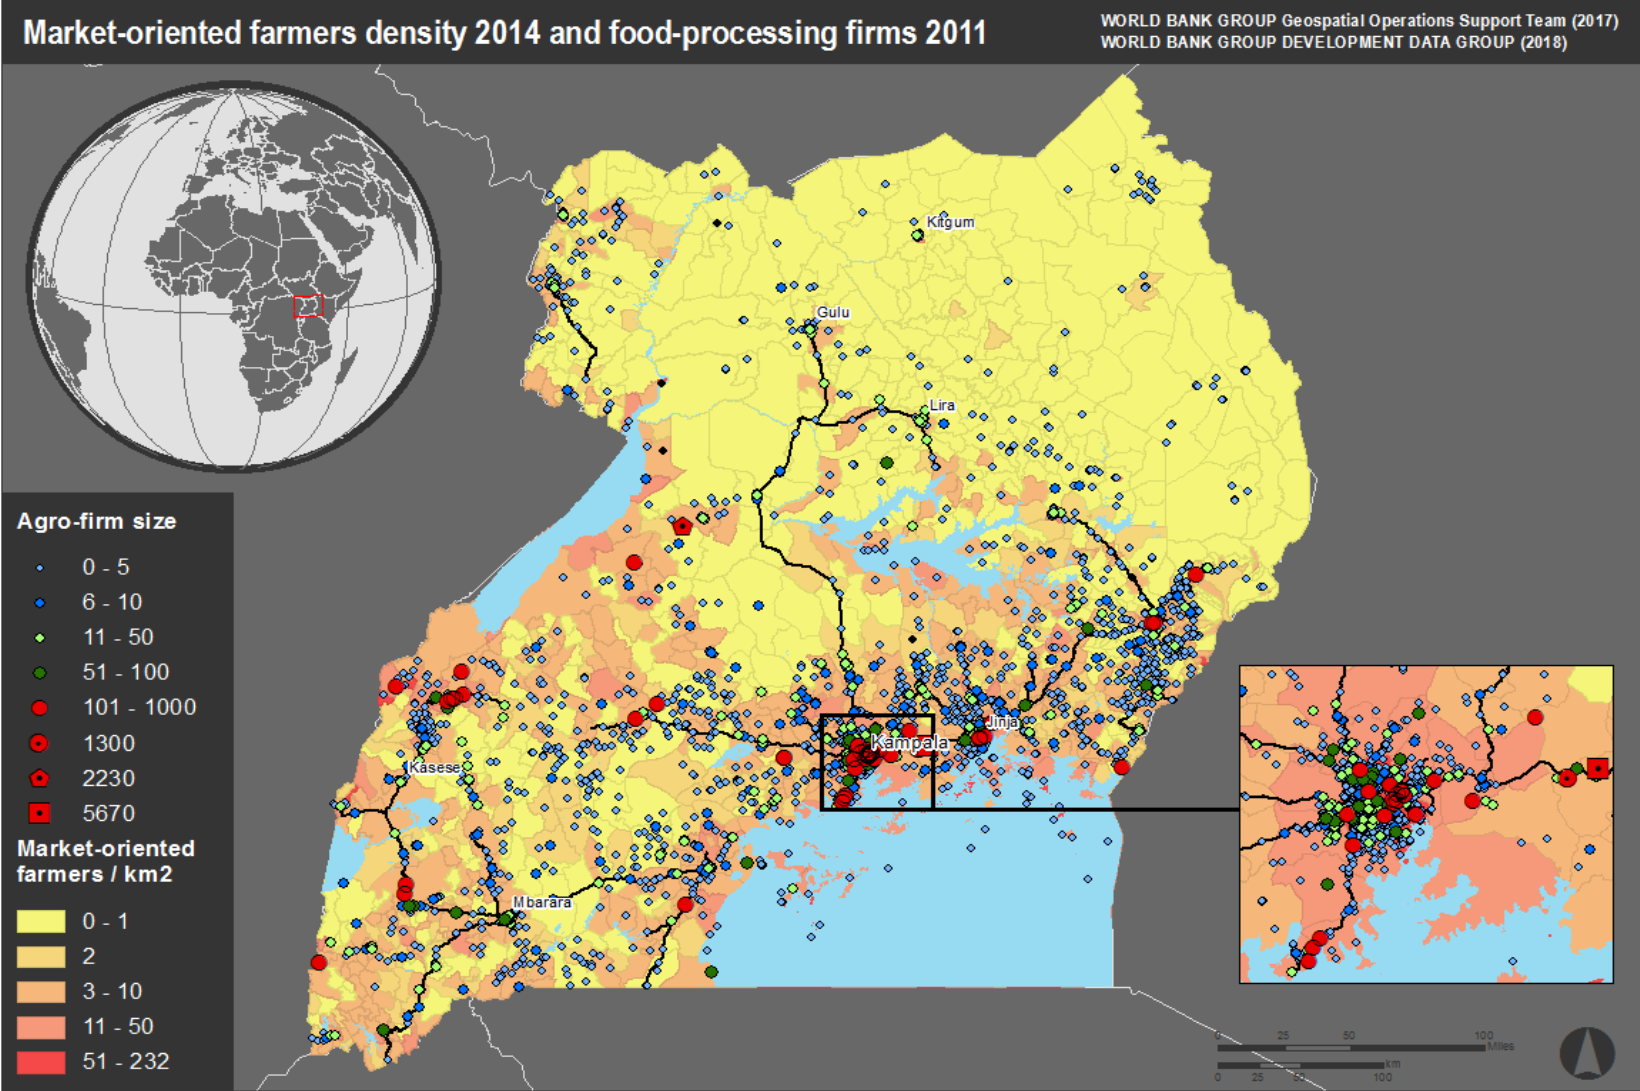 Market-oriented farmers density 2014 and food-processing firms 2011
WORLD BANK GROUP Geospatial Operations Support Team (2017)
WORLD BANK GROUP DEVELOPMENT DATA GROUP (2018)
Kitgum
Gulu
Lira
Jinja
Kampala
Kasese
Mbarara
Agro-firm size
0 - 5
6 - 10
11 - 50
51 - 100
101 - 1000
1300
2230
5670
Market-oriented
farmers / km2
0 - 1
2
3 - 10
11 - 50
51 - 232
0 25 50 100
Miles
km
0 25 50 100